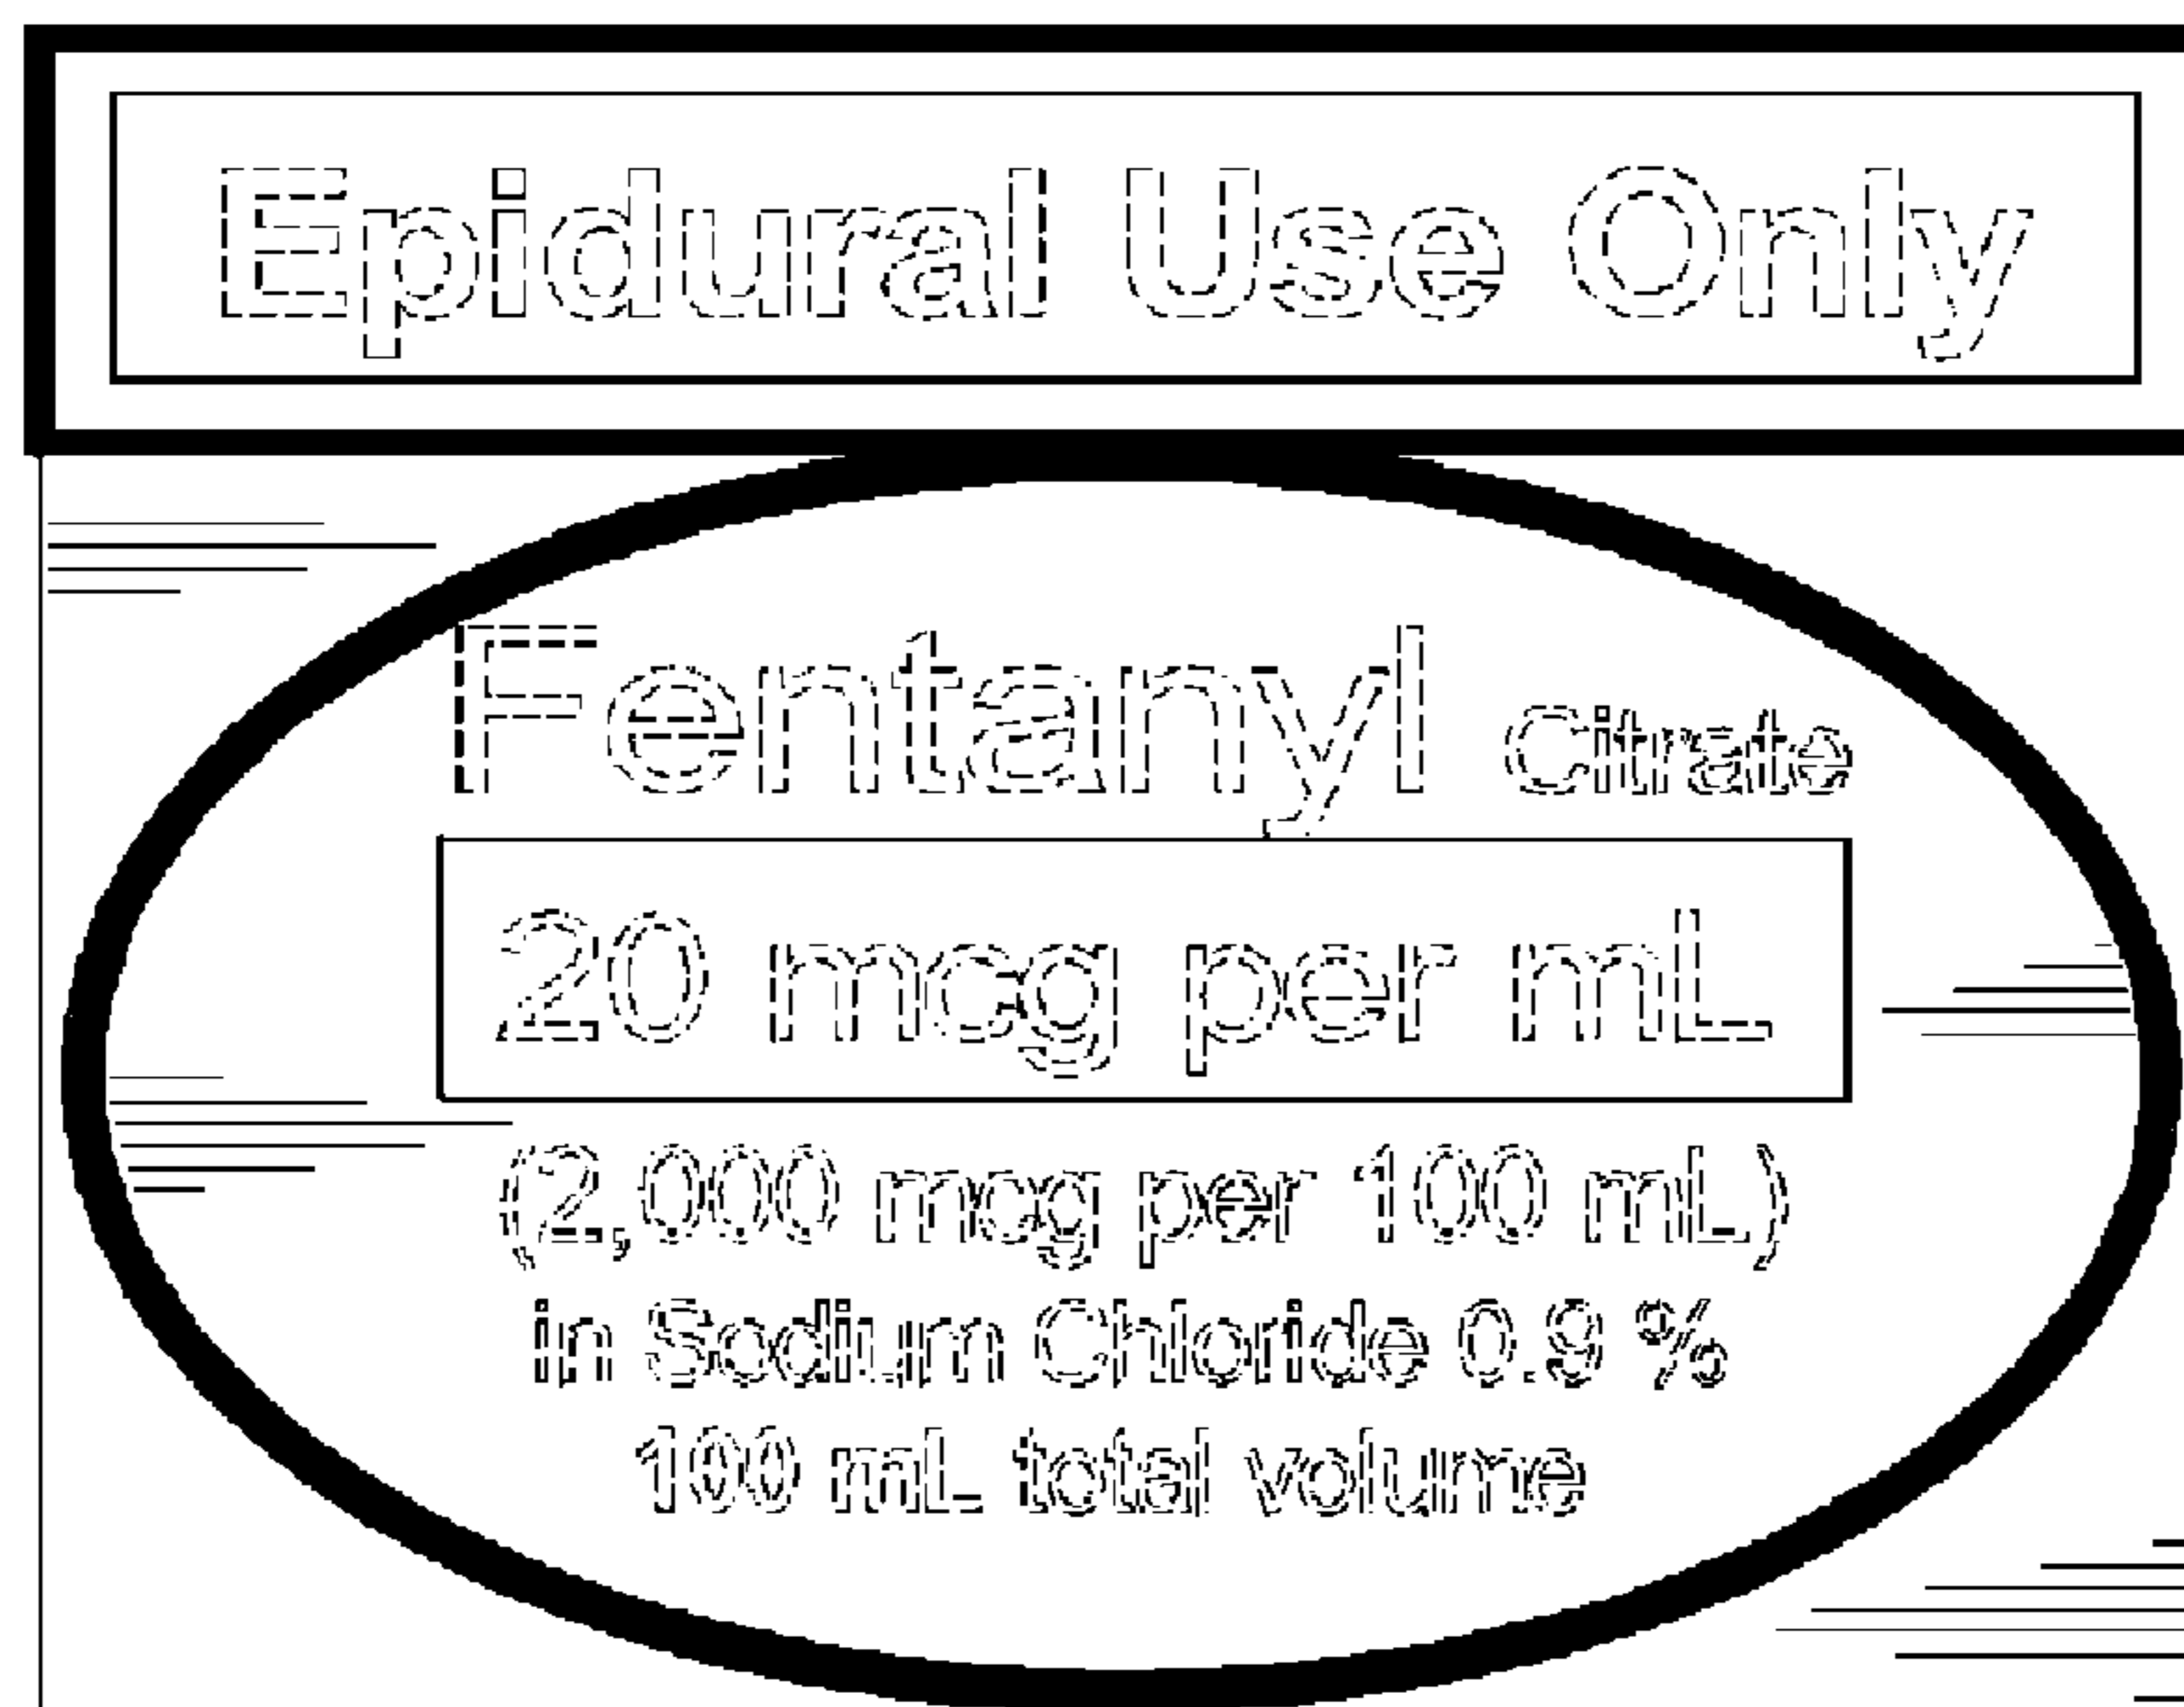 Epidural Use Only
Fentanyl Citrate
20 mcg per mL
(2,000 mcg per 100 mL)
in Sodium Chloride 0.9 %
100 mL total volume